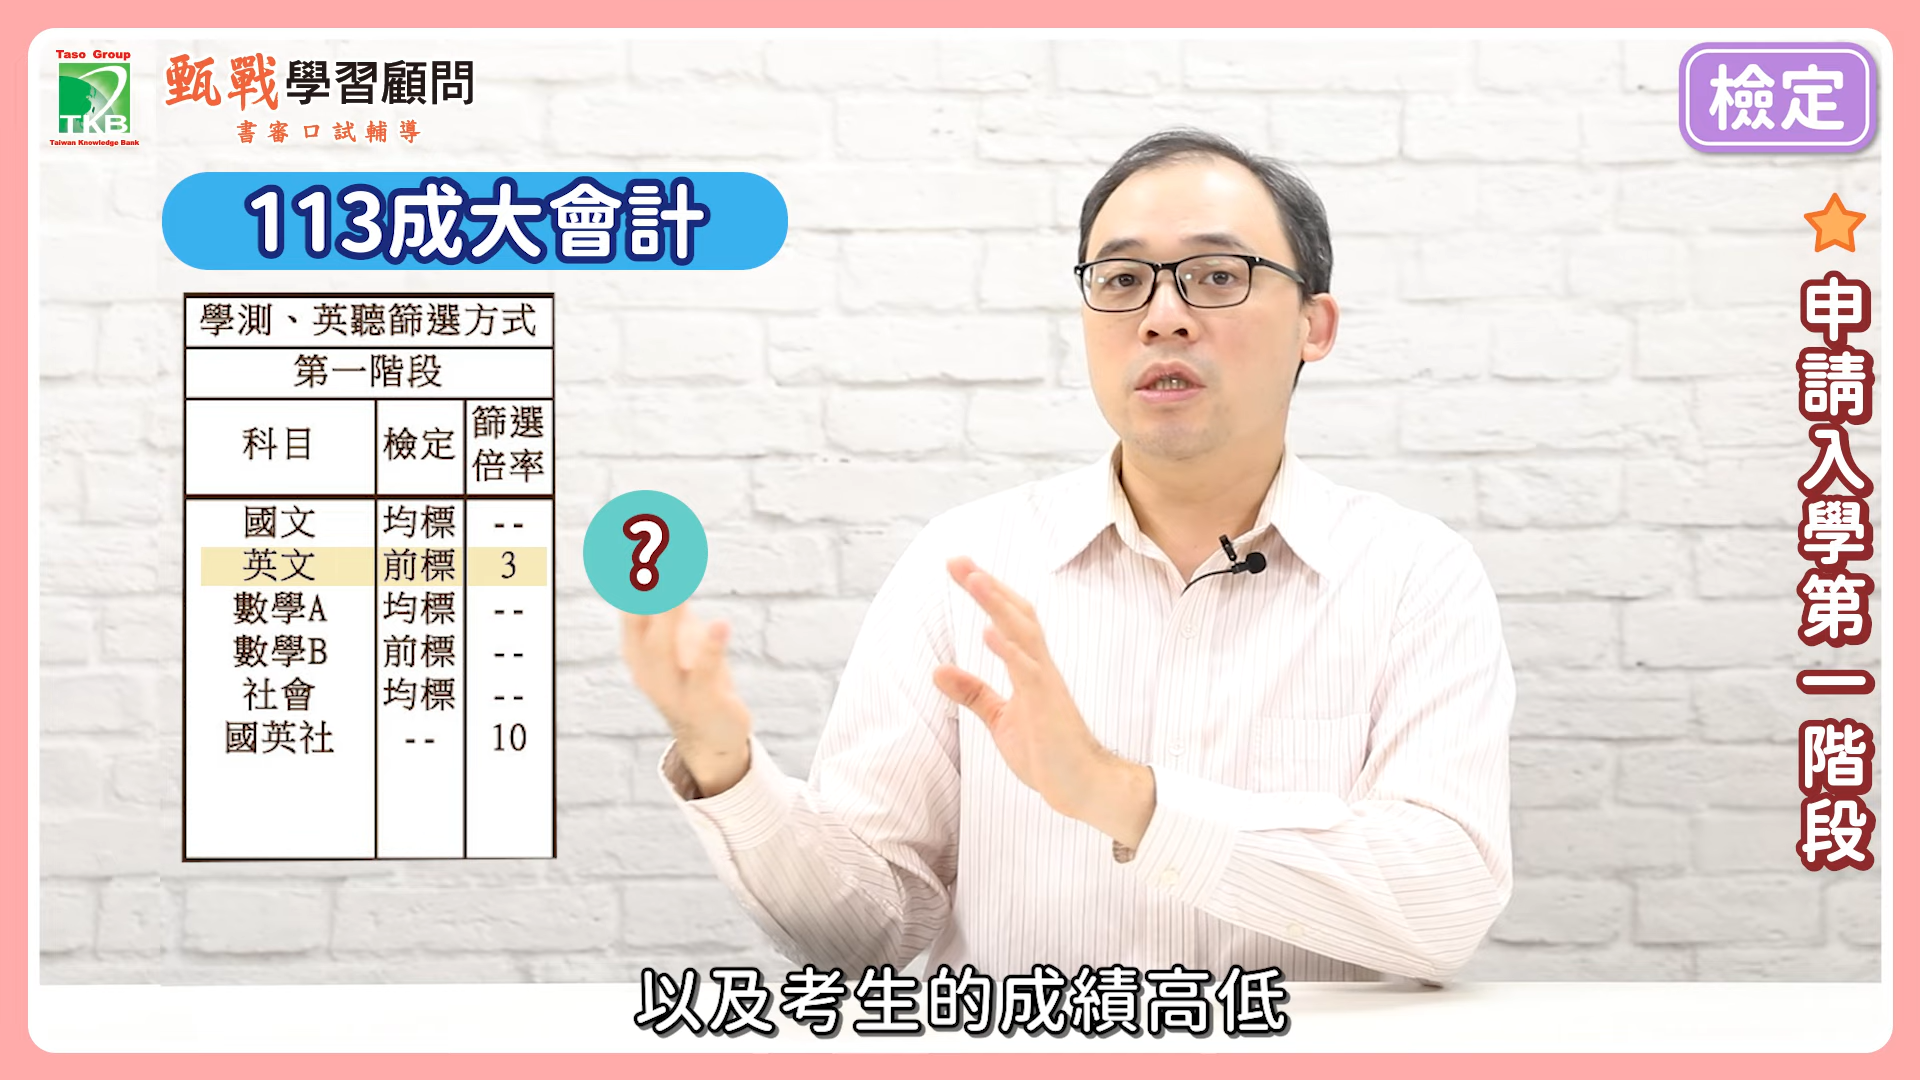 Taso Group
TKB
Taiwan Knowledge Bank
甄戰學習顧問
書審口試輔導
檢定
113成大會計
學測、英聽篩選方式
第一階段
科目 檢定 篩選倍率
國文 均標 --
英文 前標 3
數學A 均標 --
數學B 前標 --
社會 均標 --
國英社 -- 10
?
申請入學第一階段
以及考生的成績高低